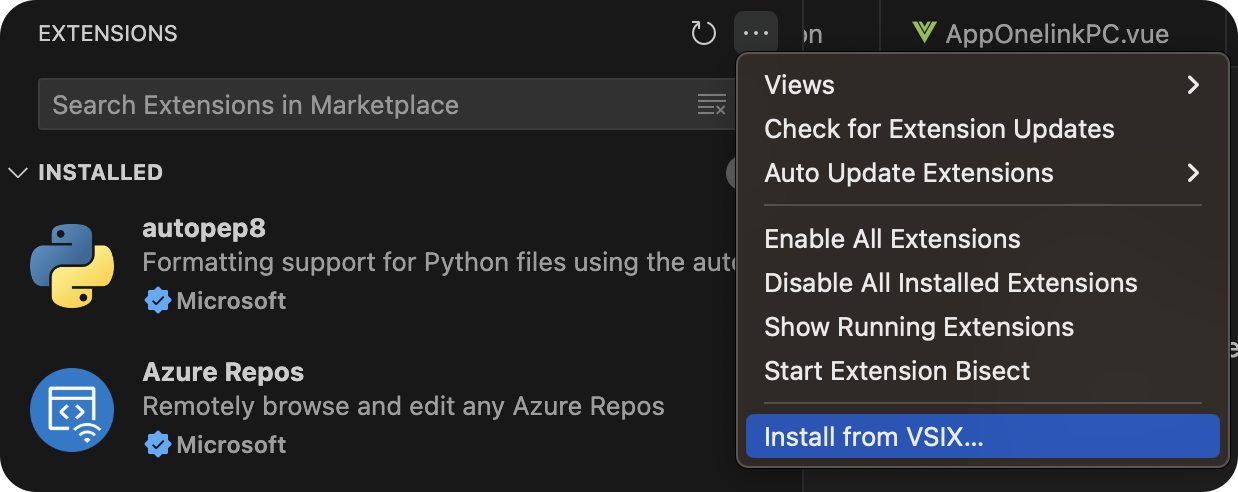 EXTENSIONS
AppOnelinkPC.vue
Search Extensions in Marketplace
INSTALLED
autopep8
Formatting support for Python files using the
Microsoft
Azure Repos
Remotely browse and edit any Azure Repos
Microsoft
Views
Check for Extension Updates
Auto Update Extensions
Enable All Extensions
Disable All Installed Extensions
Show Running Extensions
Start Extension Bisect
Install from VSIX...